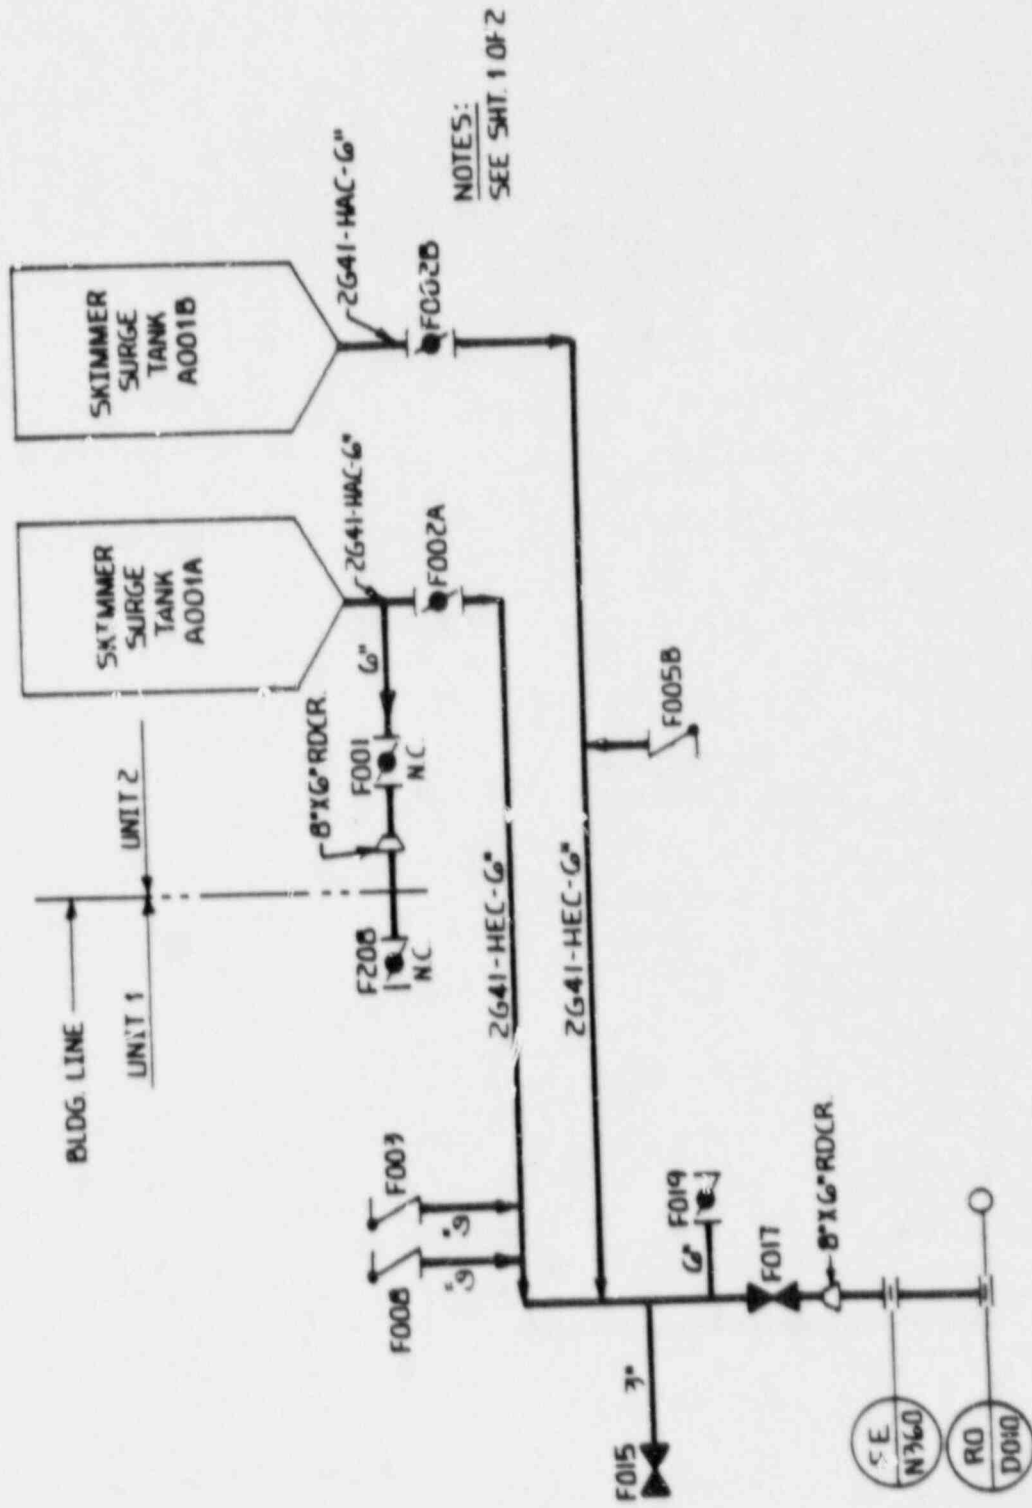 SKIMMER
SURGE
TANK
A001A
SKIMMER
SURGE
TANK
A001B
BLDG. LINE
UNIT 1
UNIT 2
2G41-HAC-6"
2G41-HAC-6"
F002A
F002B
6"
F001
N.C.
8"X6"RDCR.
F208
N.C.
NOTES:
SEE SHT. 1 OF 2
2G41-HEC-6"
2G41-HEC-6"
F003
6"
F008
6"
F005B
F019
6"
F017
8"X6"RDCR.
3"
F015
N360
RO
D010